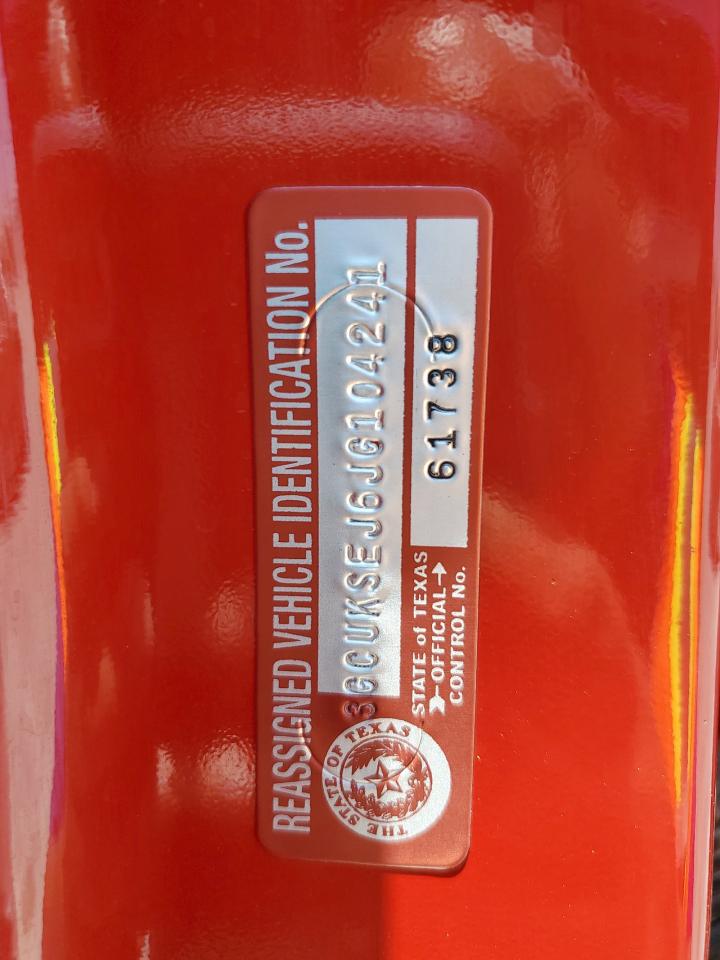 REASSIGNED VEHICLE IDENTIFICATION No.
3GCUKSEJ6JG104241
STATE of TEXAS
OFFICIAL
CONTROL No.
61738
THE STATE OF TEXAS